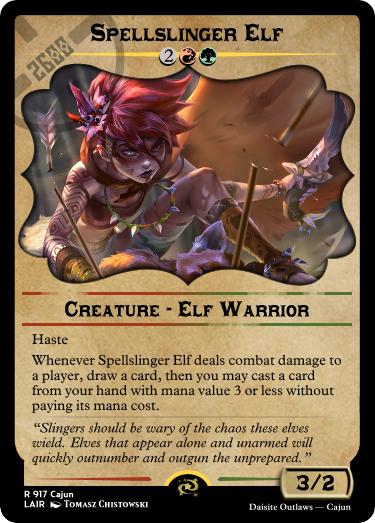 Spellslinger Elf
2
2600
Creature - Elf Warrior
Haste
Whenever Spellslinger Elf deals combat damage to
a player, draw a card, then you may cast a card
from your hand with mana value 3 or less without
paying its mana cost.
“Slingers should be wary of the chaos these elves
wield. Elves that appear alone and unarmed will
quickly outnumber and outgun the unprepared.”
3/2
R 917 Cajun
LAIR Tomasz Chistowski
Daisite Outlaws — Cajun